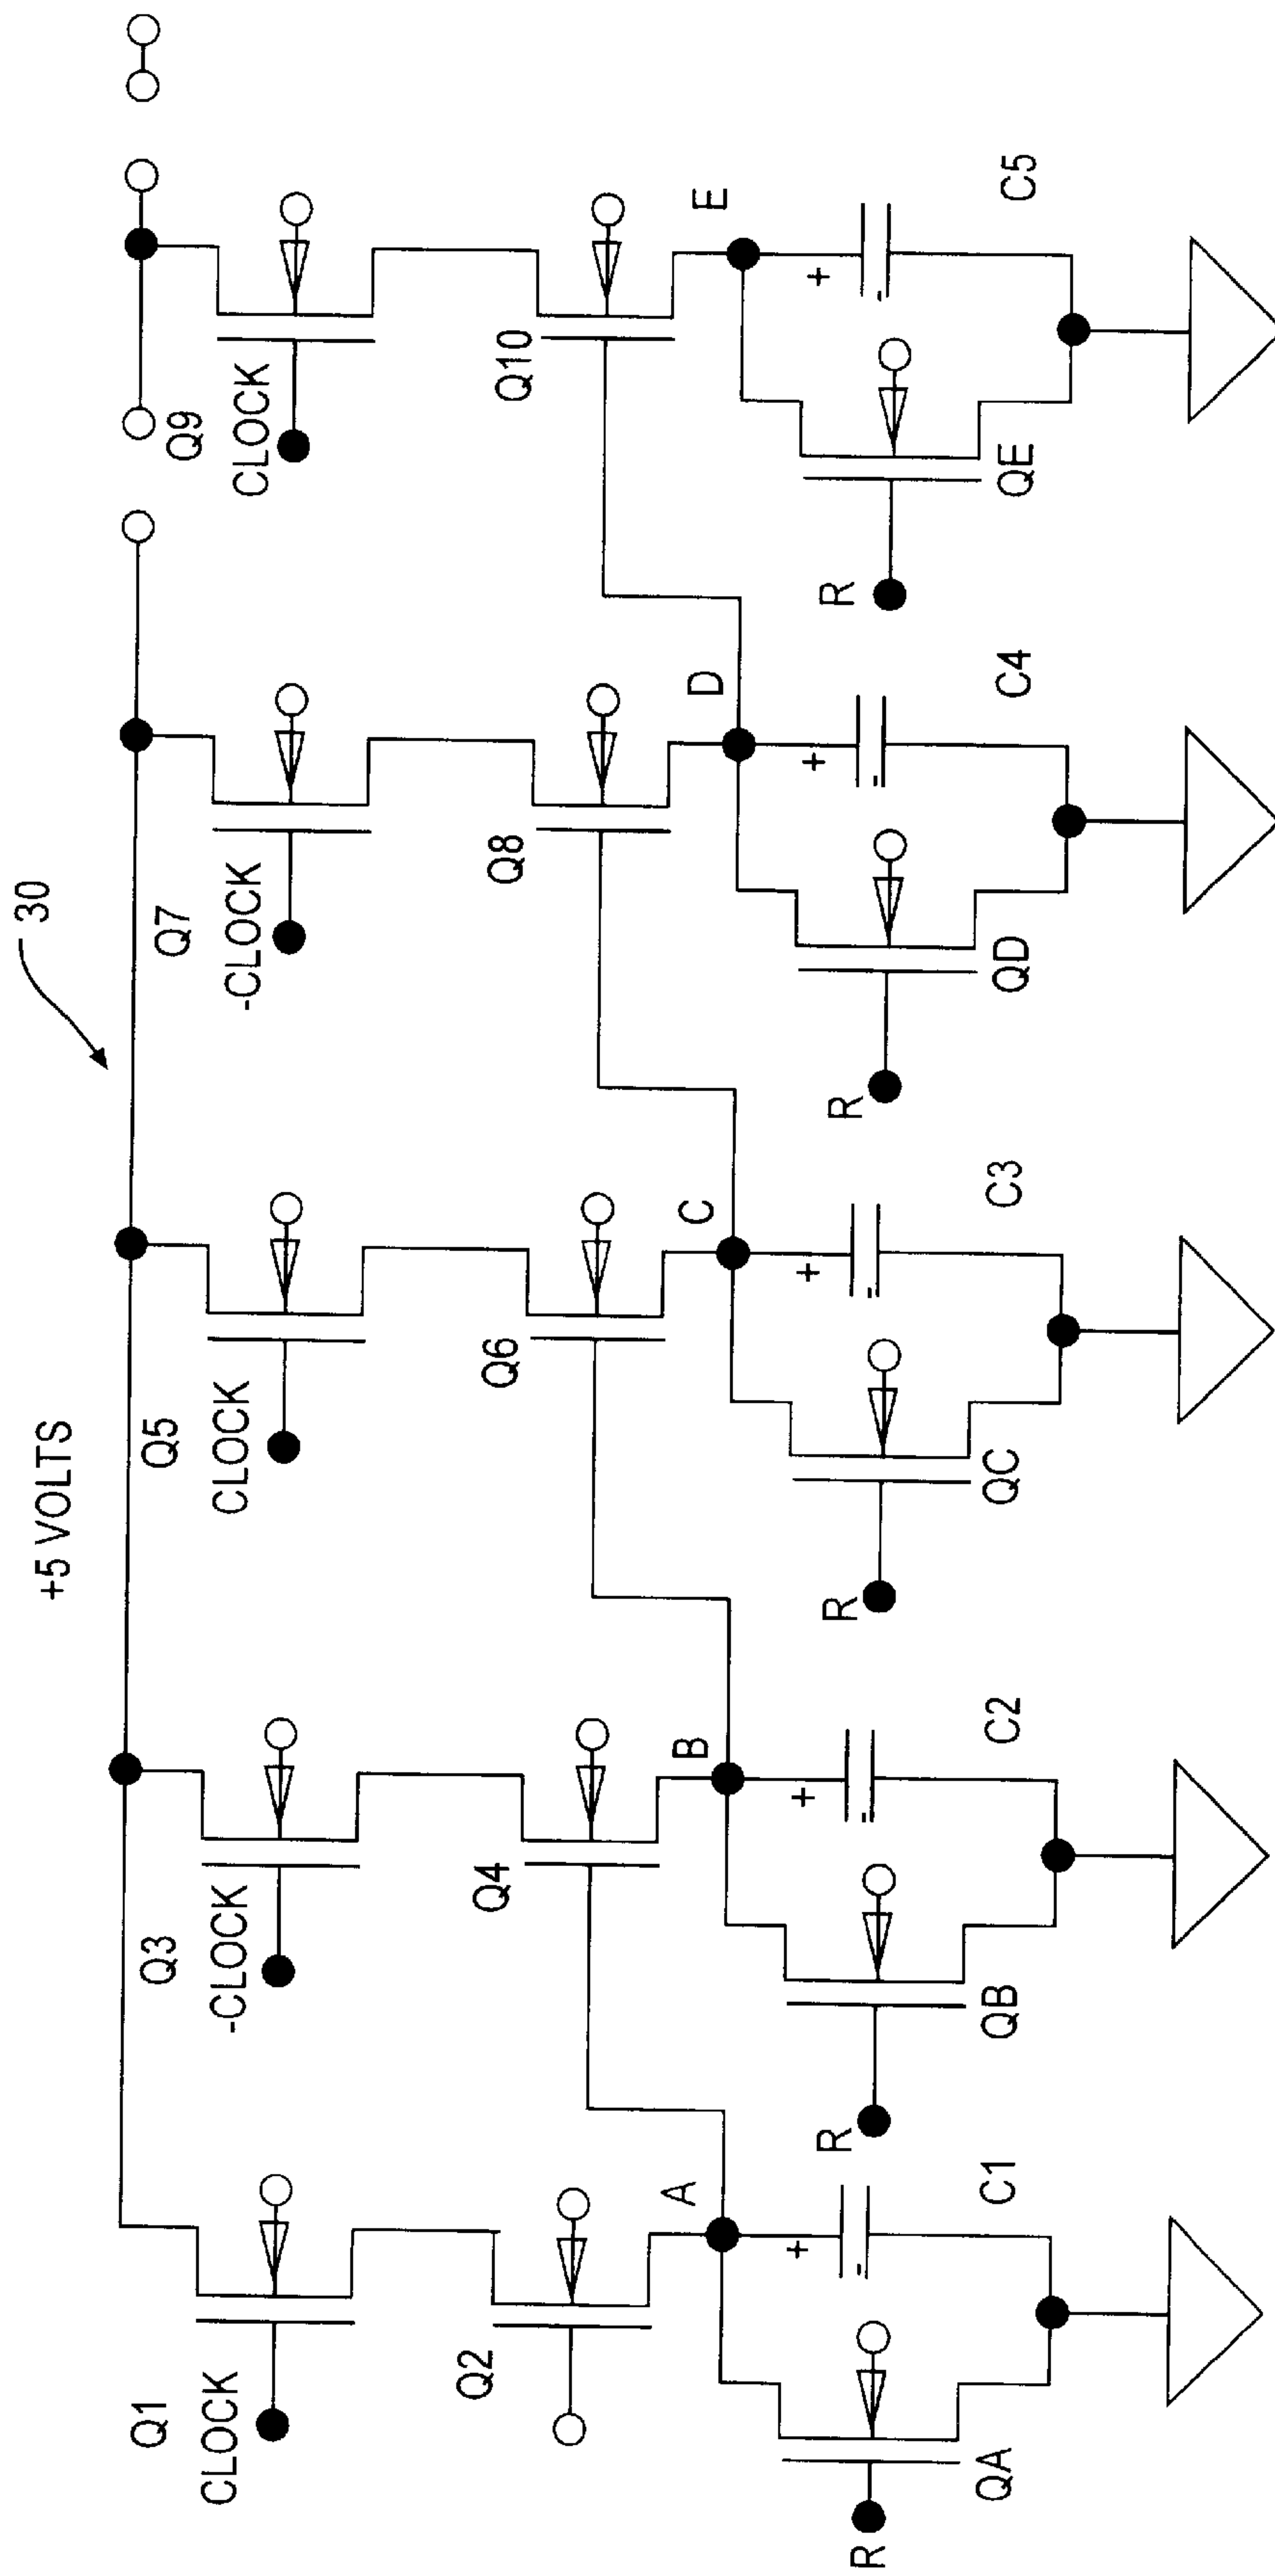 30
+5 VOLTS
Q1
Q3
Q5
Q7
Q9
CLOCK
-CLOCK
CLOCK
-CLOCK
CLOCK
Q2
Q4
Q6
Q8
Q10
A
B
C
D
E
+
+
+
+
+
-
-
-
-
-
R
R
R
R
R
QA
QB
QC
QD
QE
C1
C2
C3
C4
C5